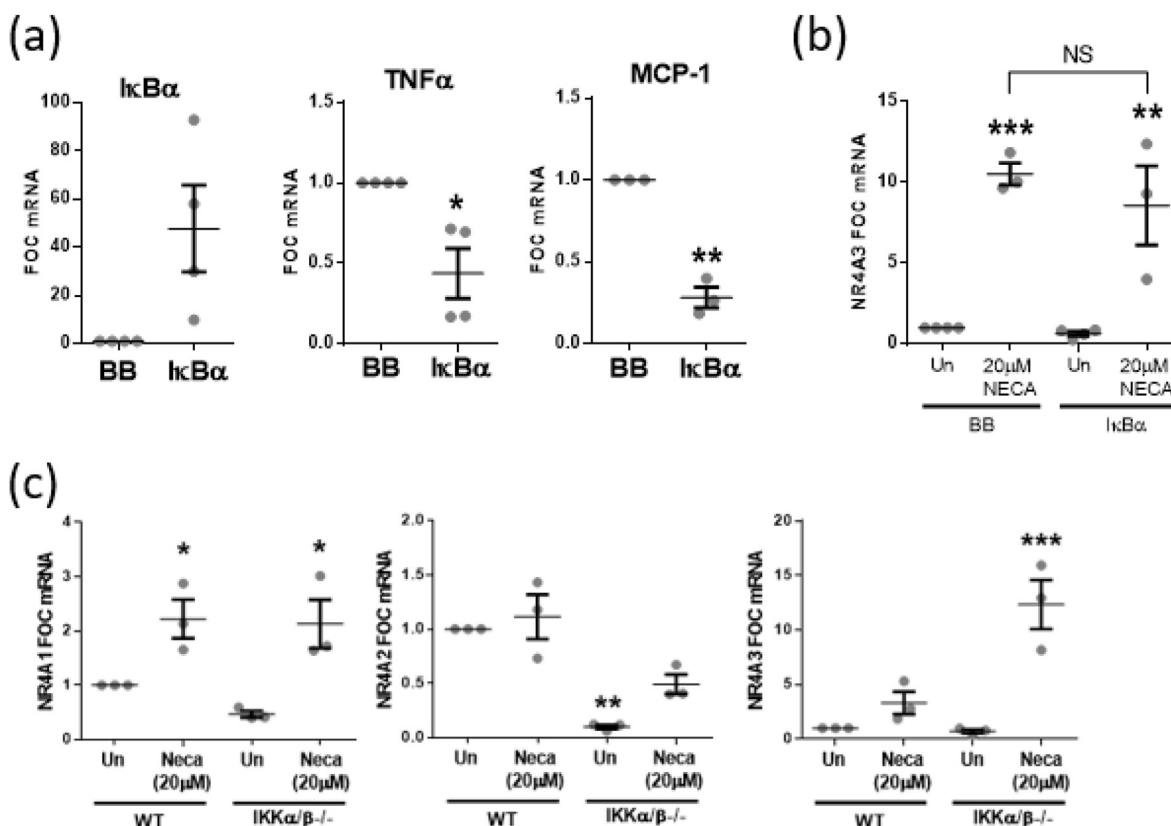 (a)
IκBα
FOC mRNA
100
80
60
40
20
0
BB
IκBα
TNFα
FOC mRNA
1.5
1.0
0.5
0.0
*
BB
IκBα
MCP-1
FOC mRNA
1.5
1.0
0.5
0.0
**
BB
IκBα
(b)
NS
NR4A3 FOC mRNA
15
10
5
0
***
**
Un
20μM
NECA
Un
20μM
NECA
BB
IκBα
(c)
NR4A1 FOC mRNA
4
3
2
1
0
*
*
Un
Neca
(20μM)
Un
Neca
(20μM)
WT
IKKα/β-/-
NR4A2 FOC mRNA
2.0
1.5
1.0
0.5
0.0
**
Un
Neca
(20μM)
Un
Neca
(20μM)
WT
IKKα/β-/-
NR4A3 FOC mRNA
20
15
10
5
0
***
Un
Neca
(20μM)
Un
Neca
(20μM)
WT
IKKα/β-/-